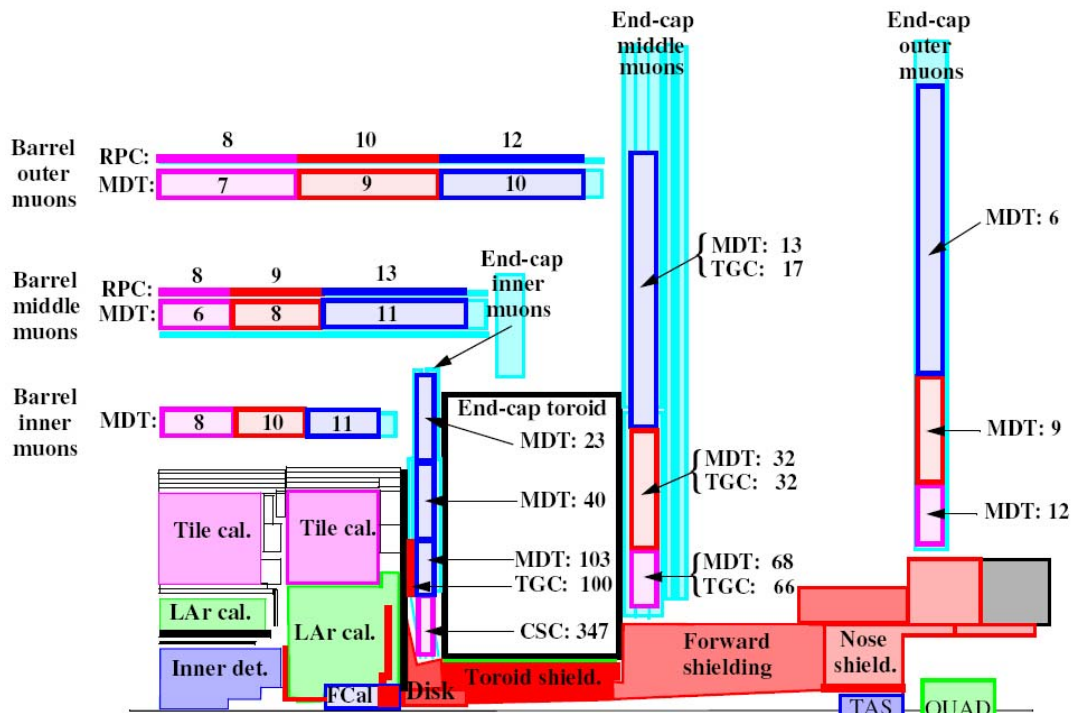 End-cap
middle
muons
End-cap
outer
muons
Barrel
outer
muons
8 10 12
RPC:
MDT: 7 9 10
MDT: 6
MDT: 13
TGC: 17
End-cap
inner
muons
Barrel
middle
muons
8 9 13
RPC:
MDT: 6 8 11
Barrel
inner
muons
MDT: 8 10 11
End-cap toroid
MDT: 23
MDT: 9
MDT: 32
TGC: 32
MDT: 40
MDT: 12
Tile cal. Tile cal.
MDT: 103
TGC: 100
MDT: 68
TGC: 66
LAr cal.
LAr cal.
CSC: 347
Forward
shielding
Nose
shield.
Inner det.
FCal
Disk
Toroid shield.
TAS
QUAD